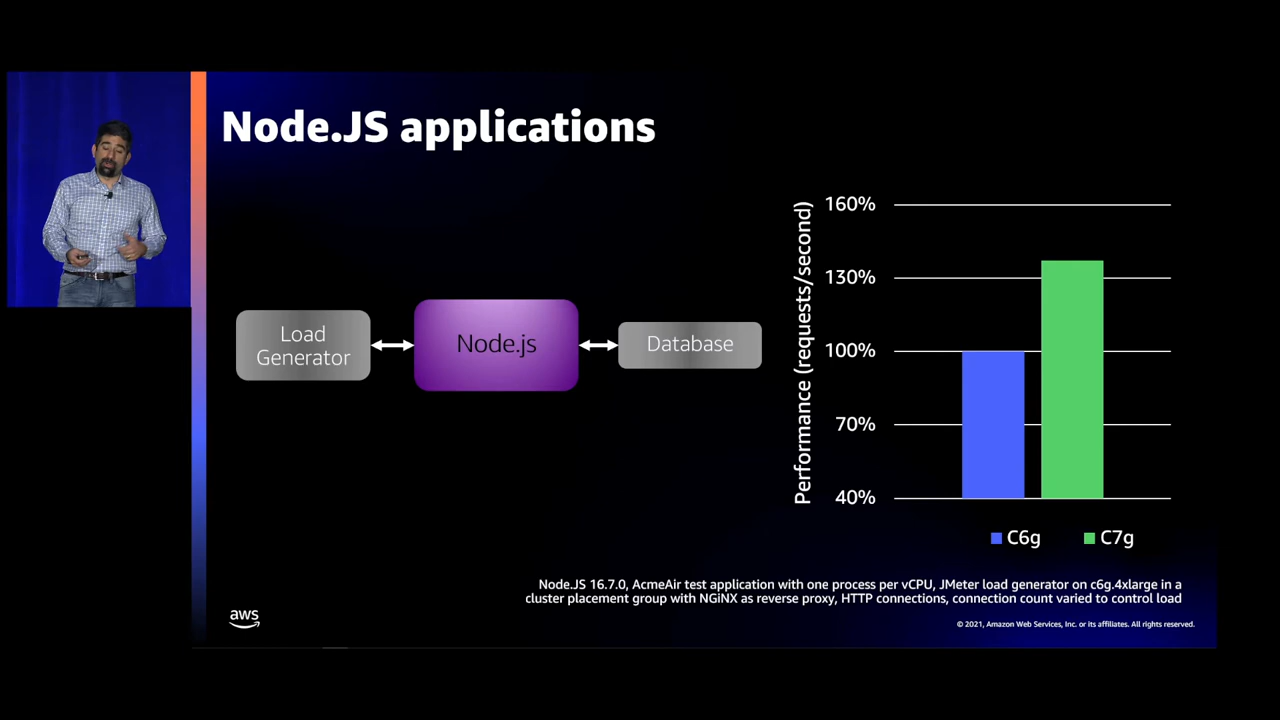 Node.JS applications
Load
Generator
Node.js
Database
Performance (requests/second)
160%
130%
100%
70%
40%
C6g
C7g
Node.JS 16.7.0, AcmeAir test application with one process per vCPU, JMeter load generator on c6g.4xlarge in a
cluster placement group with NGiNX as reverse proxy, HTTP connections, connection count varied to control load
aws
© 2021, Amazon Web Services, Inc. or its affiliates. All rights reserved.